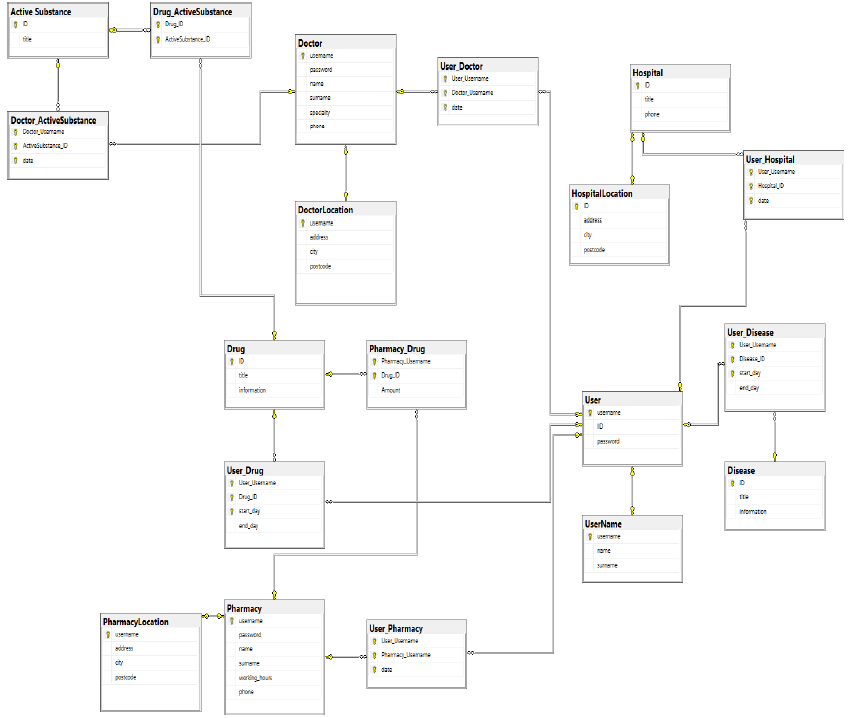 Active Substance
ID
title
Drug_ActiveSubstance
Drug_ID
ActiveSubstance_ID
Doctor
username
password
name
surname
specialty
phone
User_Doctor
User_Username
Doctor_Username
date
Hospital
ID
title
phone
Doctor_ActiveSubstance
Doctor_Username
ActiveSubstance_ID
date
User_Hospital
User_Username
Hospital_ID
date
HospitalLocation
ID
address
city
postcode
DoctorLocation
username
address
city
postcode
Drug
ID
title
information
Pharmacy_Drug
Pharmacy_Username
Drug_ID
Amount
User_Disease
User_Username
Disease_ID
start_day
end_day
User
username
password
User_Drug
User_Username
Drug_ID
start_day
end_day
Disease
ID
title
information
UserName
username
name
surname
PharmacyLocation
username
address
city
postcode
Pharmacy
username
password
name
surname
working_hours
phone
User_Pharmacy
User_Username
Pharmacy_Username
date